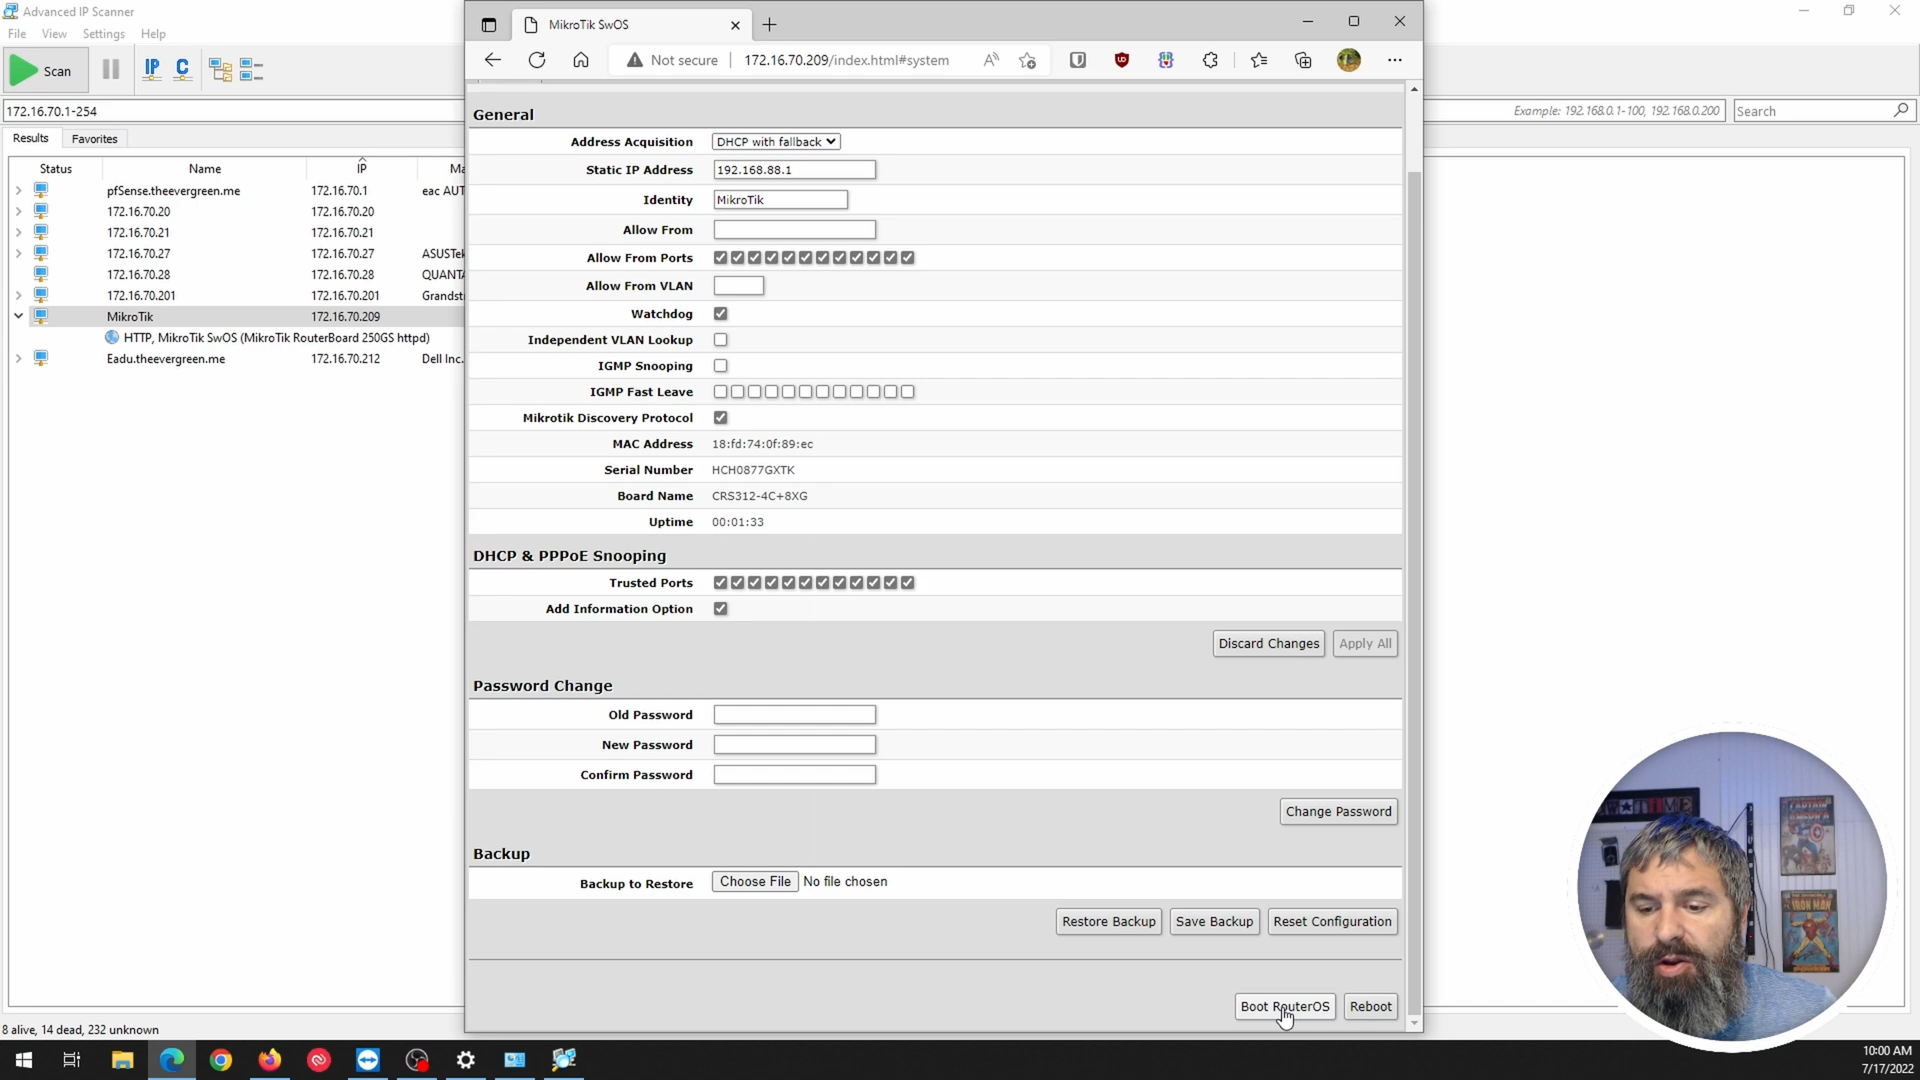 Advanced IP Scanner
File View Settings Help
Scan
IP C
172.16.70.1-254
Example: 192.168.0.1-100, 192.168.0.200
Search
Results Favorites
Status Name IP
pfSense.theevergreen.me 172.16.70.1 eac AUT
172.16.70.20 172.16.70.20
172.16.70.21 172.16.70.21
172.16.70.27 172.16.70.27 ASUSTek
172.16.70.28 172.16.70.28 QUANTA
172.16.70.201 172.16.70.201 Grandstr
MikroTik 172.16.70.209
HTTP, MikroTik SwOS (MikroTik RouterBoard 250GS httpd)
Eadu.theevergreen.me 172.16.70.212 Dell Inc.
8 alive, 14 dead, 232 unknown
MikroTik SwOS
Not secure 172.16.70.209/index.html#system
General
Address Acquisition DHCP with fallback
Static IP Address 192.168.88.1
Identity MikroTik
Allow From
Allow From Ports
Allow From VLAN
Watchdog
Independent VLAN Lookup
IGMP Snooping
IGMP Fast Leave
Mikrotik Discovery Protocol
MAC Address 18:fd:74:0f:89:ec
Serial Number HCH0877GXTK
Board Name CRS312-4C+8XG
Uptime 00:01:33
DHCP & PPPoE Snooping
Trusted Ports
Add Information Option
Discard Changes Apply All
Password Change
Old Password
New Password
Confirm Password
Change Password
Backup
Backup to Restore Choose File No file chosen
Restore Backup Save Backup Reset Configuration
Boot RouterOS Reboot
CAPTAIN AMERICA
IRON MAN
10:00 AM
7/17/2022